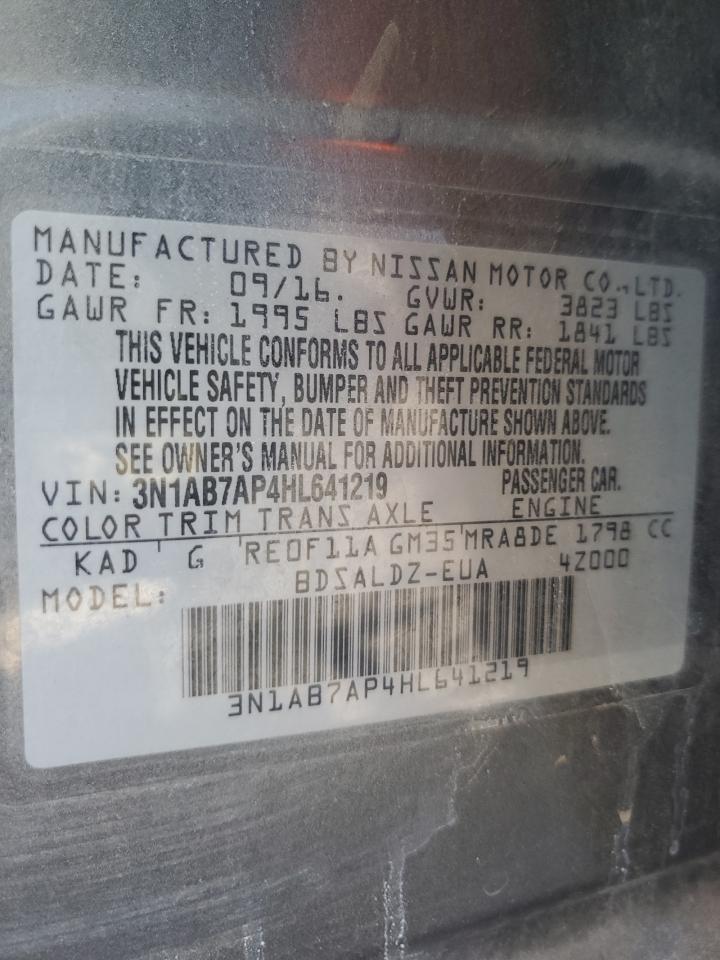 MANUFACTURED BY NISSAN MOTOR CO., LTD.
DATE: 09/16. GVWR: 3823 LBS
GAWR FR: 1995 LBS GAWR RR: 1841 LBS
THIS VEHICLE CONFORMS TO ALL APPLICABLE FEDERAL MOTOR
VEHICLE SAFETY, BUMPER AND THEFT PREVENTION STANDARDS
IN EFFECT ON THE DATE OF MANUFACTURE SHOWN ABOVE.
SEE OWNER'S MANUAL FOR ADDITIONAL INFORMATION.
VIN: 3N1AB7AP4HL641219 PASSENGER CAR.
COLOR TRIM TRANS AXLE ENGINE
KAD G RE0F11A GM35 MRA8DE 1798 CC
MODEL: BDSALDZ-EUA 4Z000
3N1AB7AP4HL641219